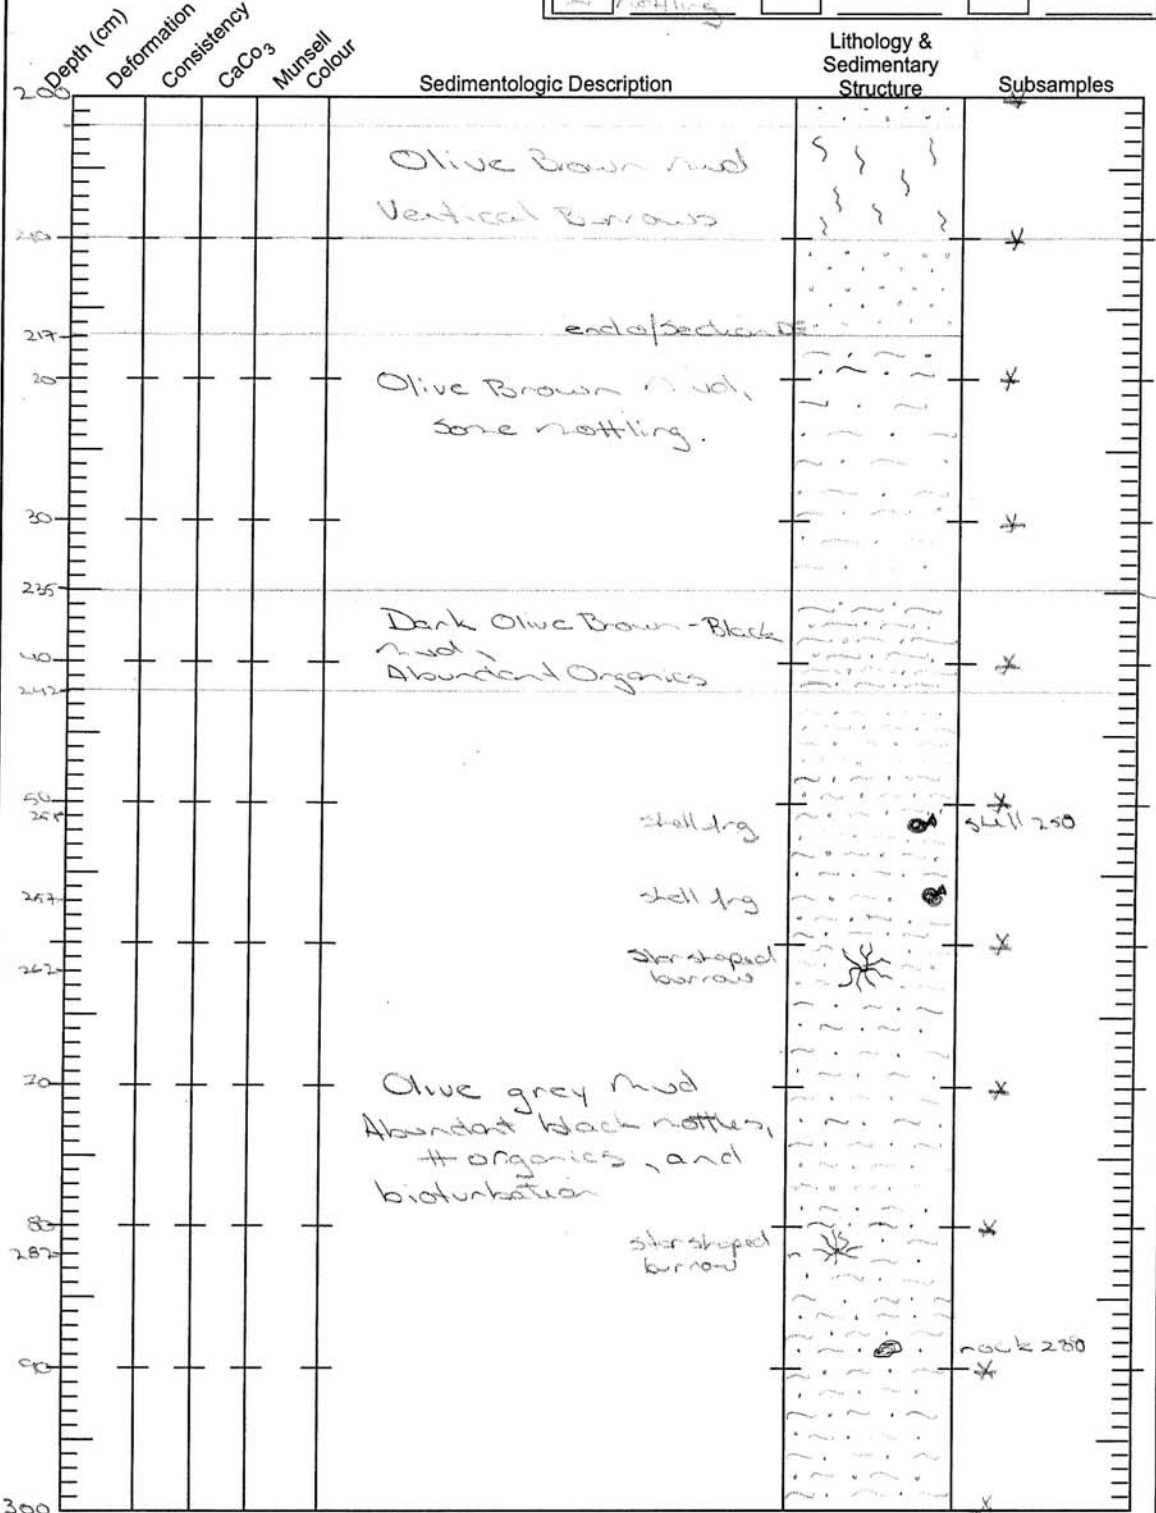 mottling
Depth (cm)
Deformation
Consistency
CaCo3
Munsell
Colour
Sedimentologic Description
Lithology &
Sedimentary
Structure
Subsamples
200
Olive Brown mud
Vertical Burrows
210
end of Section
217
20
Olive Brown mud,
some mottling.
30
235
Dark Olive Brown - Black
mud,
Abundant Organics
40
242
50
shell frg
shell 250
257
shell frg
star shaped
burrow
262
70
Olive grey mud
Abundant black mottles,
organics, and
bioturbation
80
282
star shaped
burrow
rock 280
90
300